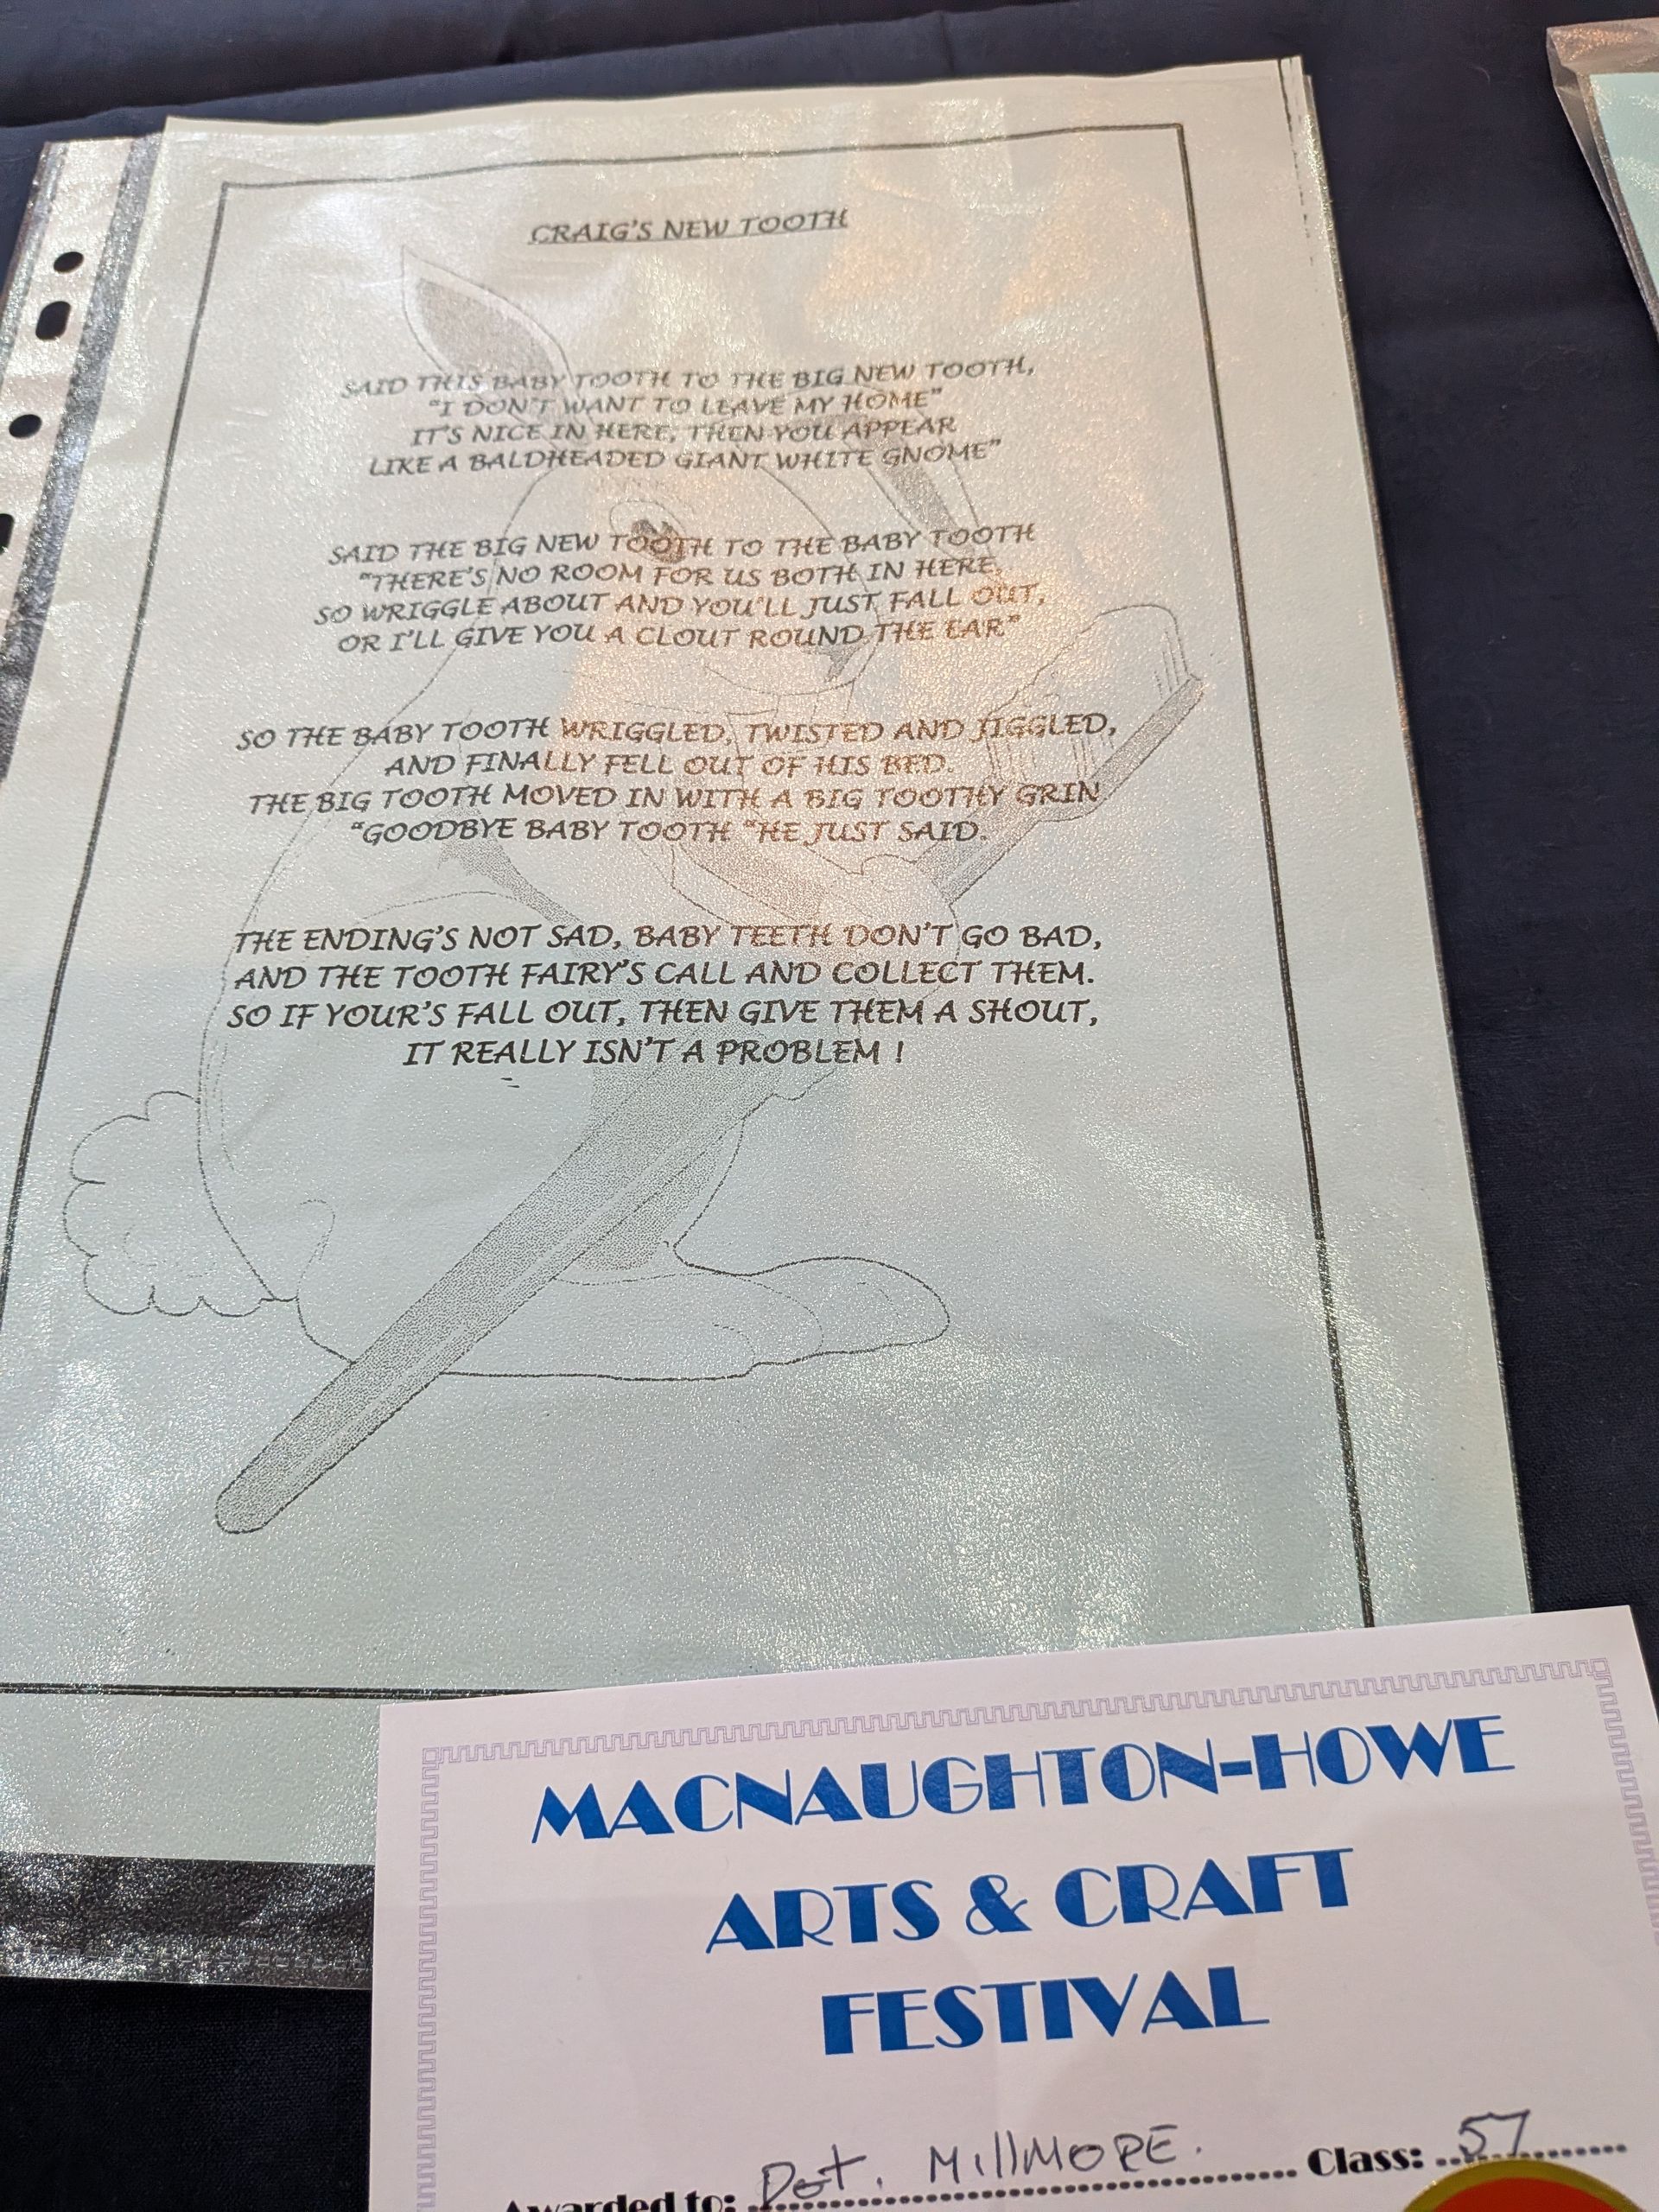 CRAIG'S NEW TOOTH
SAID THIS BABY TOOTH TO THE BIG NEW TOOTH,
"I DON'T WANT TO LEAVE MY HOME"
IT'S NICE IN HERE, THEN YOU APPEAR
LIKE A BALDHEADED GIANT WHITE GNOME"
SAID THE BIG NEW TOOTH TO THE BABY TOOTH
"THERE'S NO ROOM FOR US BOTH IN HERE,
SO WRIGGLE ABOUT AND YOU'LL JUST FALL OUT,
OR I'LL GIVE YOU A CLOUT ROUND THE EAR"
SO THE BABY TOOTH WRIGGLED, TWISTED AND JIGGLED,
AND FINALLY FELL OUT OF HIS BED.
THE BIG TOOTH MOVED IN WITH A BIG TOOTHY GRIN
"GOODBYE BABY TOOTH "HE JUST SAID.
THE ENDING'S NOT SAD, BABY TEETH DON'T GO BAD,
AND THE TOOTH FAIRY'S CALL AND COLLECT THEM.
SO IF YOUR'S FALL OUT, THEN GIVE THEM A SHOUT,
IT REALLY ISN'T A PROBLEM !
MACNAUGHTON-HOWE
ARTS & CRAFT
FESTIVAL
Awarded to: Dot. MillMORE. Class: 57